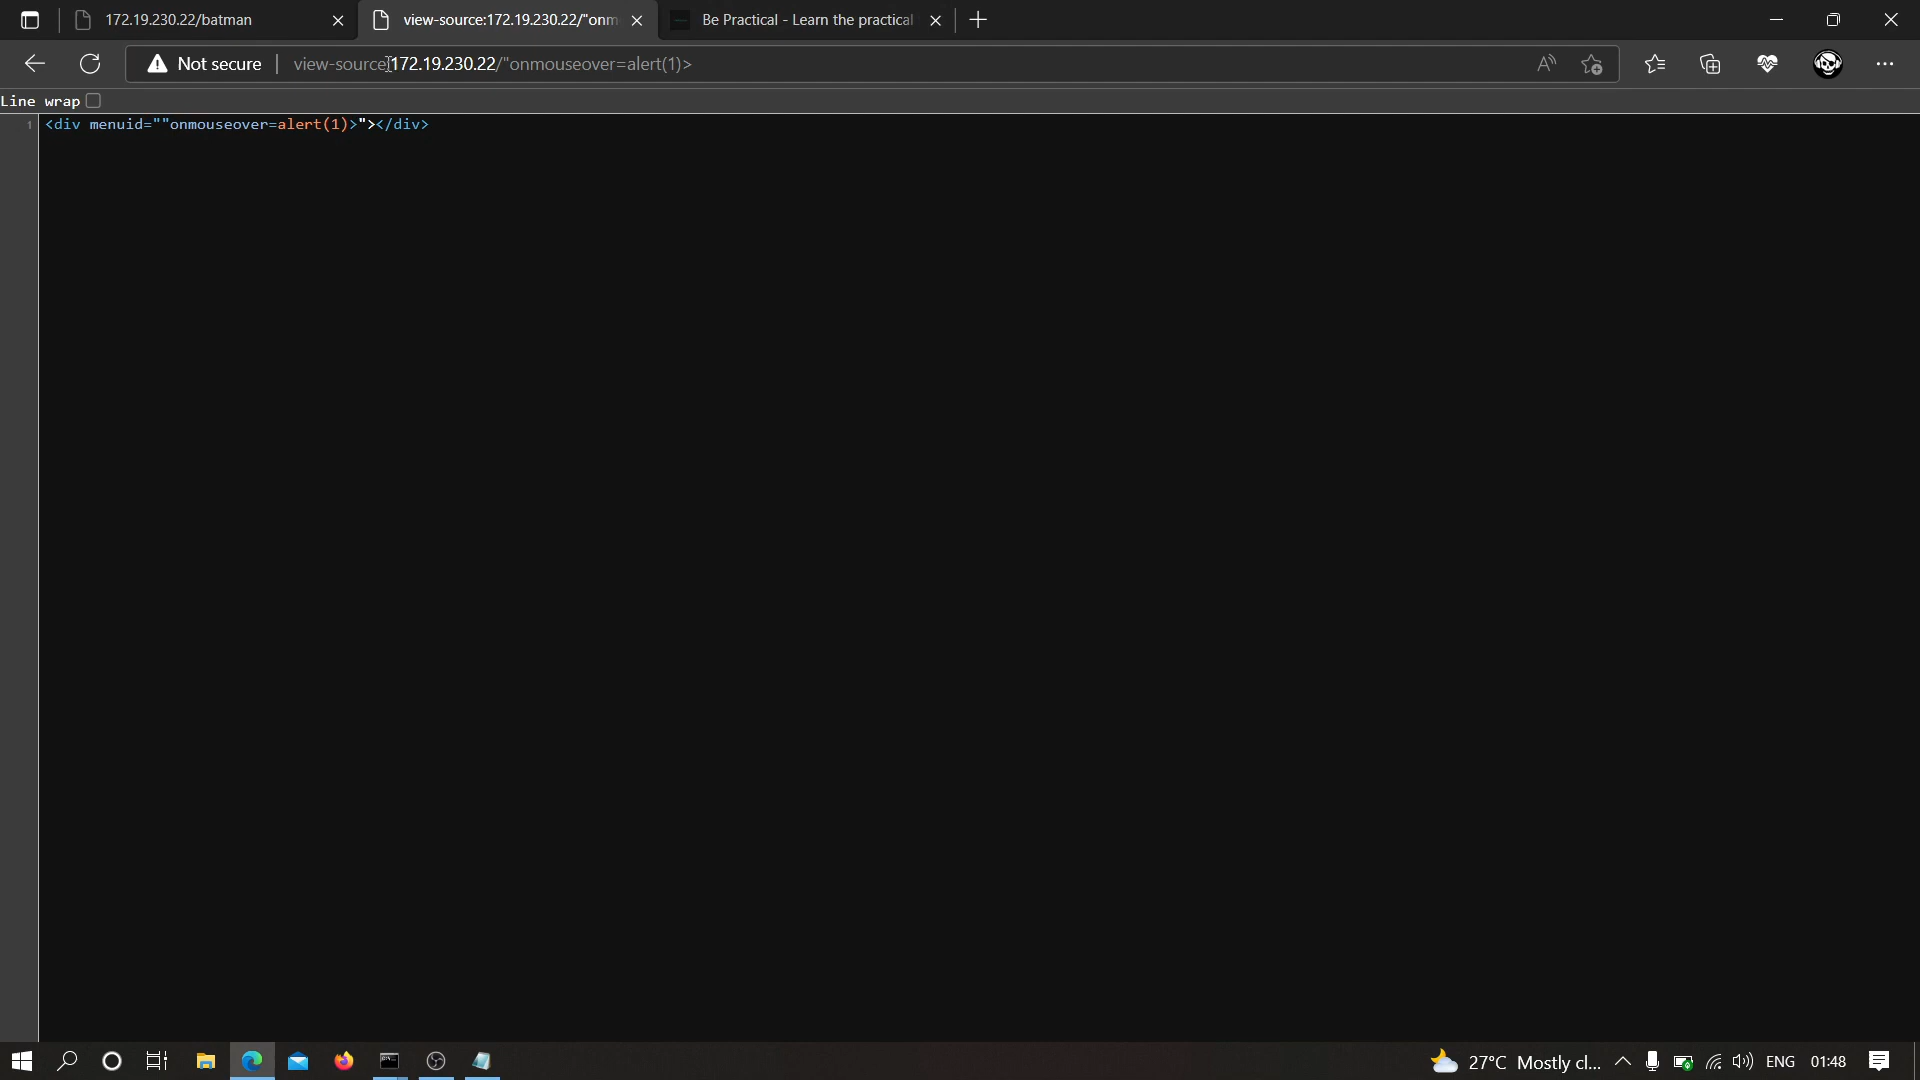 172.19.230.22/batman
view-source:172.19.230.22/"onm
Be Practical - Learn the practical
Not secure
view-source:172.19.230.22/"onmouseover=alert(1)>
Line wrap
1
<div menuid=""onmouseover=alert(1)>"></div>
27°C Mostly cl...
ENG
01:48